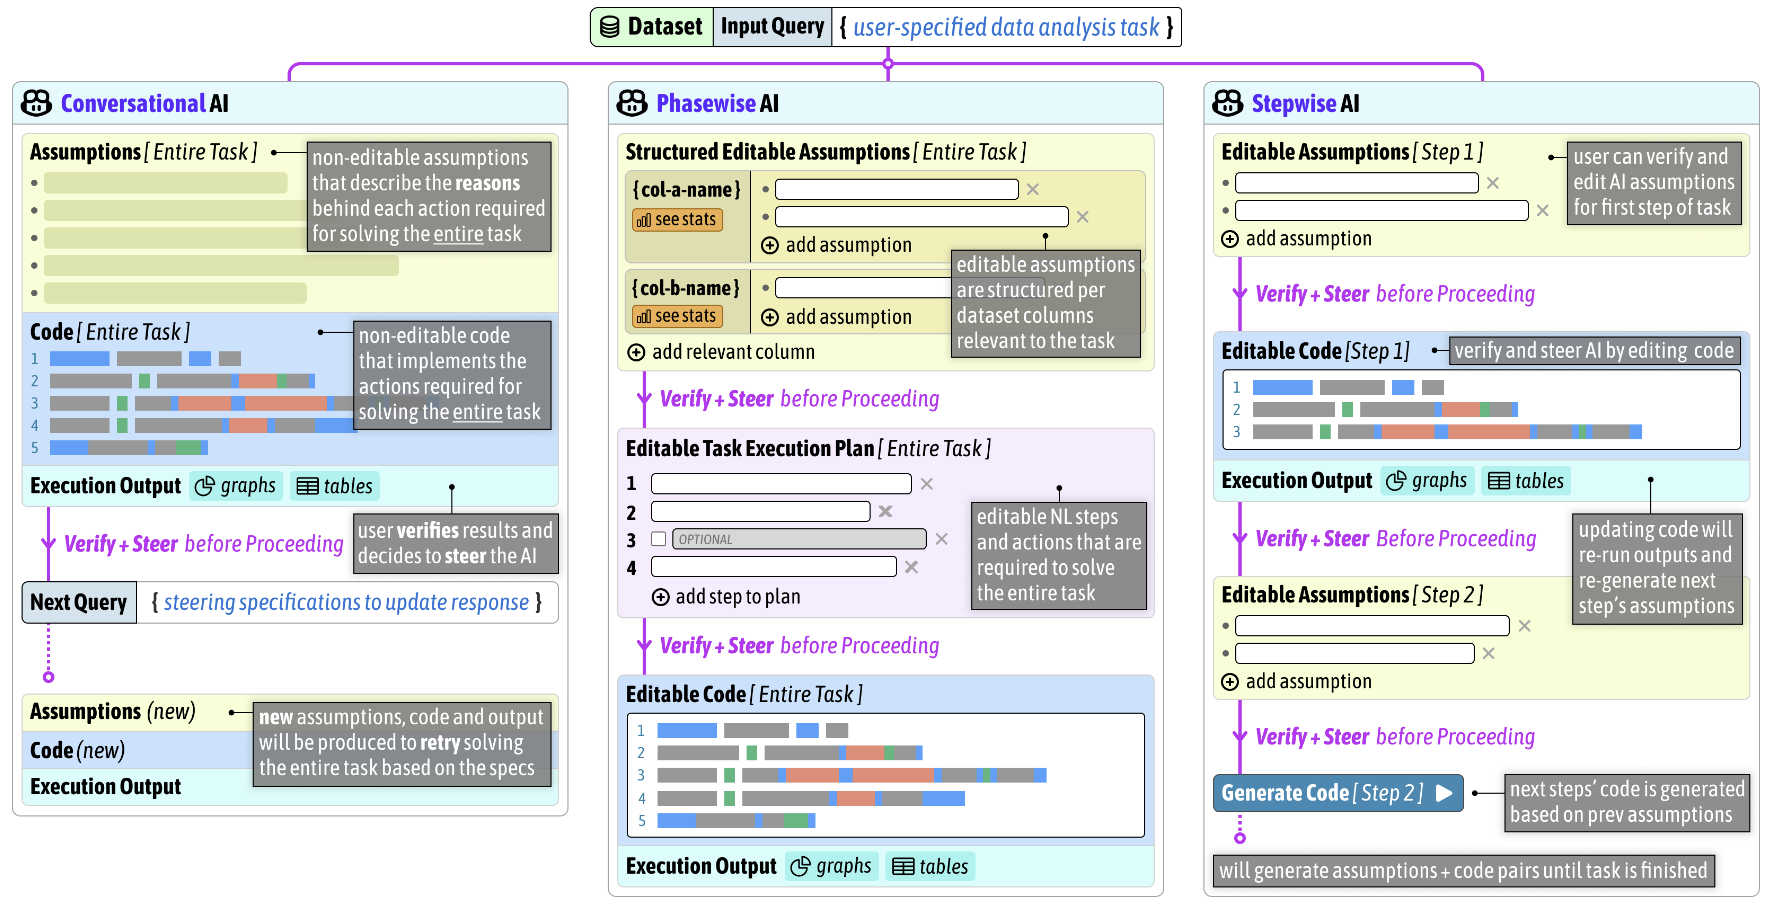 Dataset Input Query { user-specified data analysis task }
Conversational AI
Assumptions [ Entire Task ]
non-editable assumptions
that describe the reasons
behind each action required
for solving the entire task
Code [ Entire Task ]
non-editable code
that implements the
actions required for
solving the entire task
1
2
3
4
5
Execution Output graphs tables
user verifies results and
decides to steer the AI
Verify + Steer before Proceeding
Next Query { steering specifications to update response }
Assumptions (new)
Code (new)
Execution Output
new assumptions, code and output
will be produced to retry solving
the entire task based on the specs
Phasewise AI
Structured Editable Assumptions [ Entire Task ]
{col-a-name}
see stats
add assumption
{col-b-name}
see stats
add assumption
editable assumptions
are structured per
dataset columns
relevant to the task
add relevant column
Verify + Steer before Proceeding
Editable Task Execution Plan [ Entire Task ]
1
2
3 OPTIONAL
4
add step to plan
editable NL steps
and actions that are
required to solve
the entire task
Verify + Steer before Proceeding
Editable Code [ Entire Task ]
1
2
3
4
5
Execution Output graphs tables
Stepwise AI
Editable Assumptions [ Step 1 ]
add assumption
user can verify and
edit AI assumptions
for first step of task
Verify + Steer before Proceeding
Editable Code [Step 1]
verify and steer AI by editing code
1
2
3
Execution Output graphs tables
Verify + Steer Before Proceeding
updating code will
re-run outputs and
re-generate next
step's assumptions
Editable Assumptions [ Step 2 ]
add assumption
Verify + Steer before Proceeding
Generate Code [ Step 2 ]
next steps' code is generated
based on prev assumptions
will generate assumptions + code pairs until task is finished